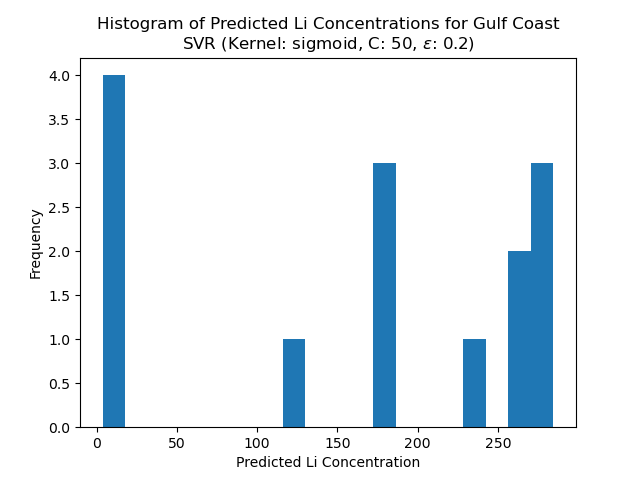 Histogram of Predicted Li Concentrations for Gulf Coast
SVR (Kernel: sigmoid, C: 50, ε: 0.2)
4.0
3.5
3.0
2.5
2.0
1.5
1.0
0.5
0.0
Frequency
0 50 100 150 200 250
Predicted Li Concentration